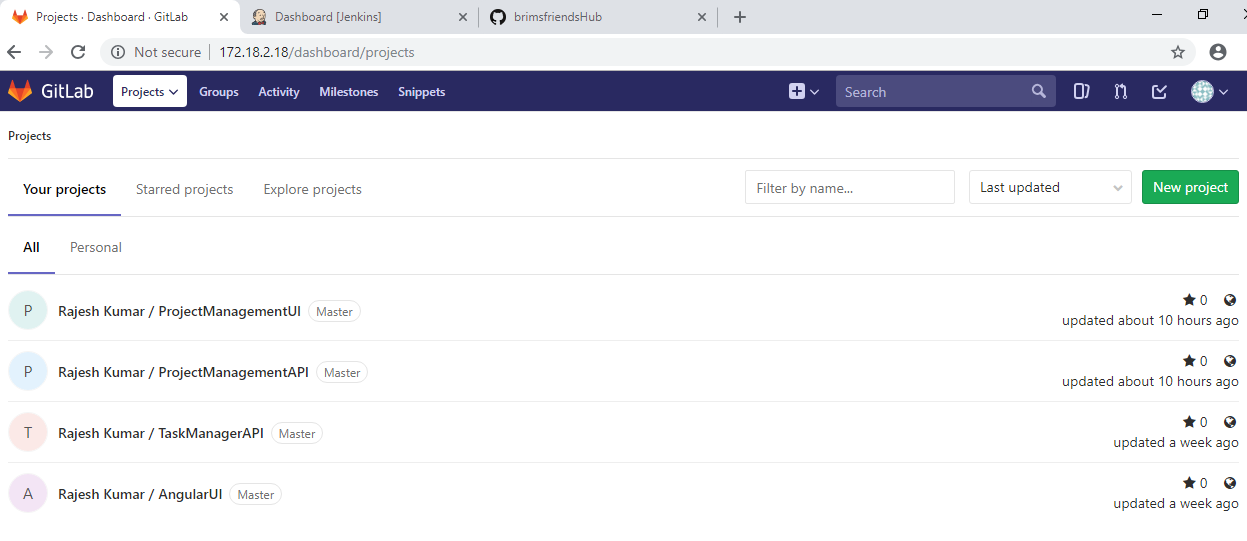 Projects · Dashboard · GitLab
Dashboard [Jenkins]
brimsfriendsHub
Not secure 172.18.2.18/dashboard/projects
GitLab Projects Groups Activity Milestones Snippets Search
Projects
Your projects Starred projects Explore projects Filter by name... Last updated New project
All Personal
P Rajesh Kumar / ProjectManagementUI Master 0
updated about 10 hours ago
P Rajesh Kumar / ProjectManagementAPI Master 0
updated about 10 hours ago
T Rajesh Kumar / TaskManagerAPI Master 0
updated a week ago
A Rajesh Kumar / AngularUI Master 0
updated a week ago